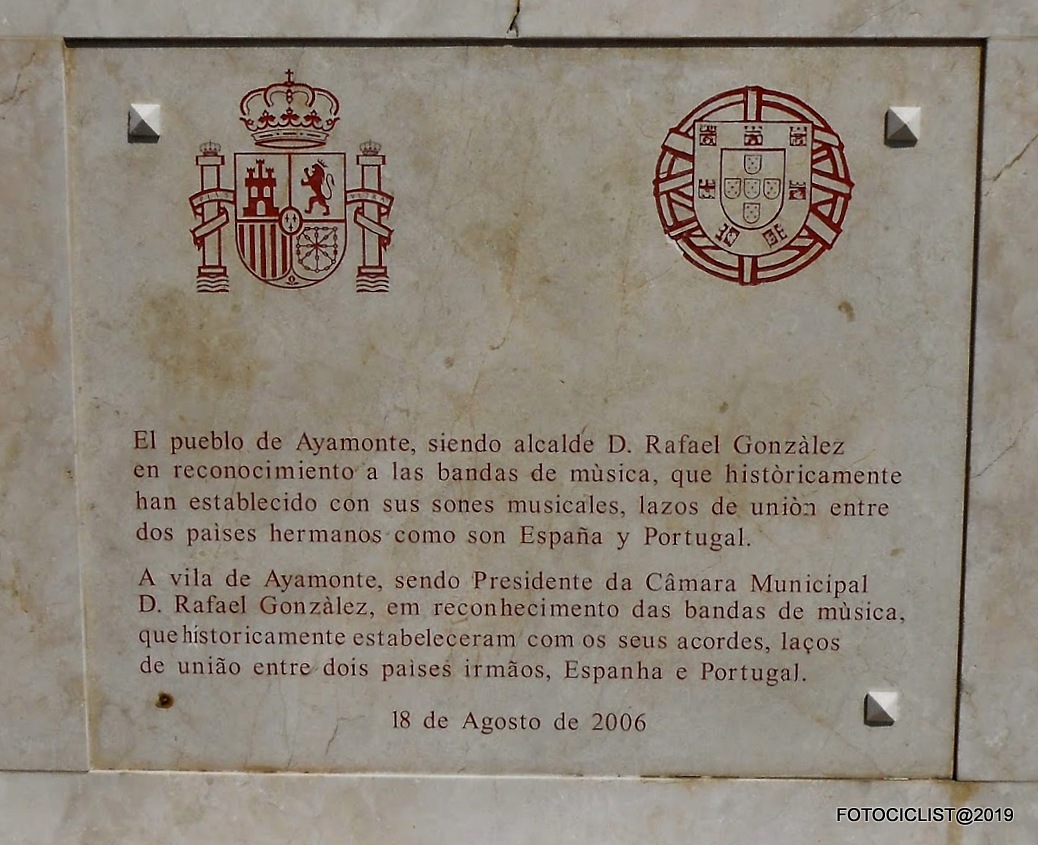 El pueblo de Ayamonte, siendo alcalde D. Rafael Gonzàlez
en reconocimiento a las bandas de mùsica, que històricamente
han establecido con sus sones musicales, lazos de uniòn entre
dos paìses hermanos como son España y Portugal.
A vila de Ayamonte, sendo Presidente da Câmara Municipal
D. Rafael Gonzàlez, em reconhecimento das bandas de mùsica,
que historicamente estabeleceram com os seus acordes, laços
de união entre dois paìses irmãos, Espanha e Portugal.
18 de Agosto de 2006
FOTOCICLIST@2019